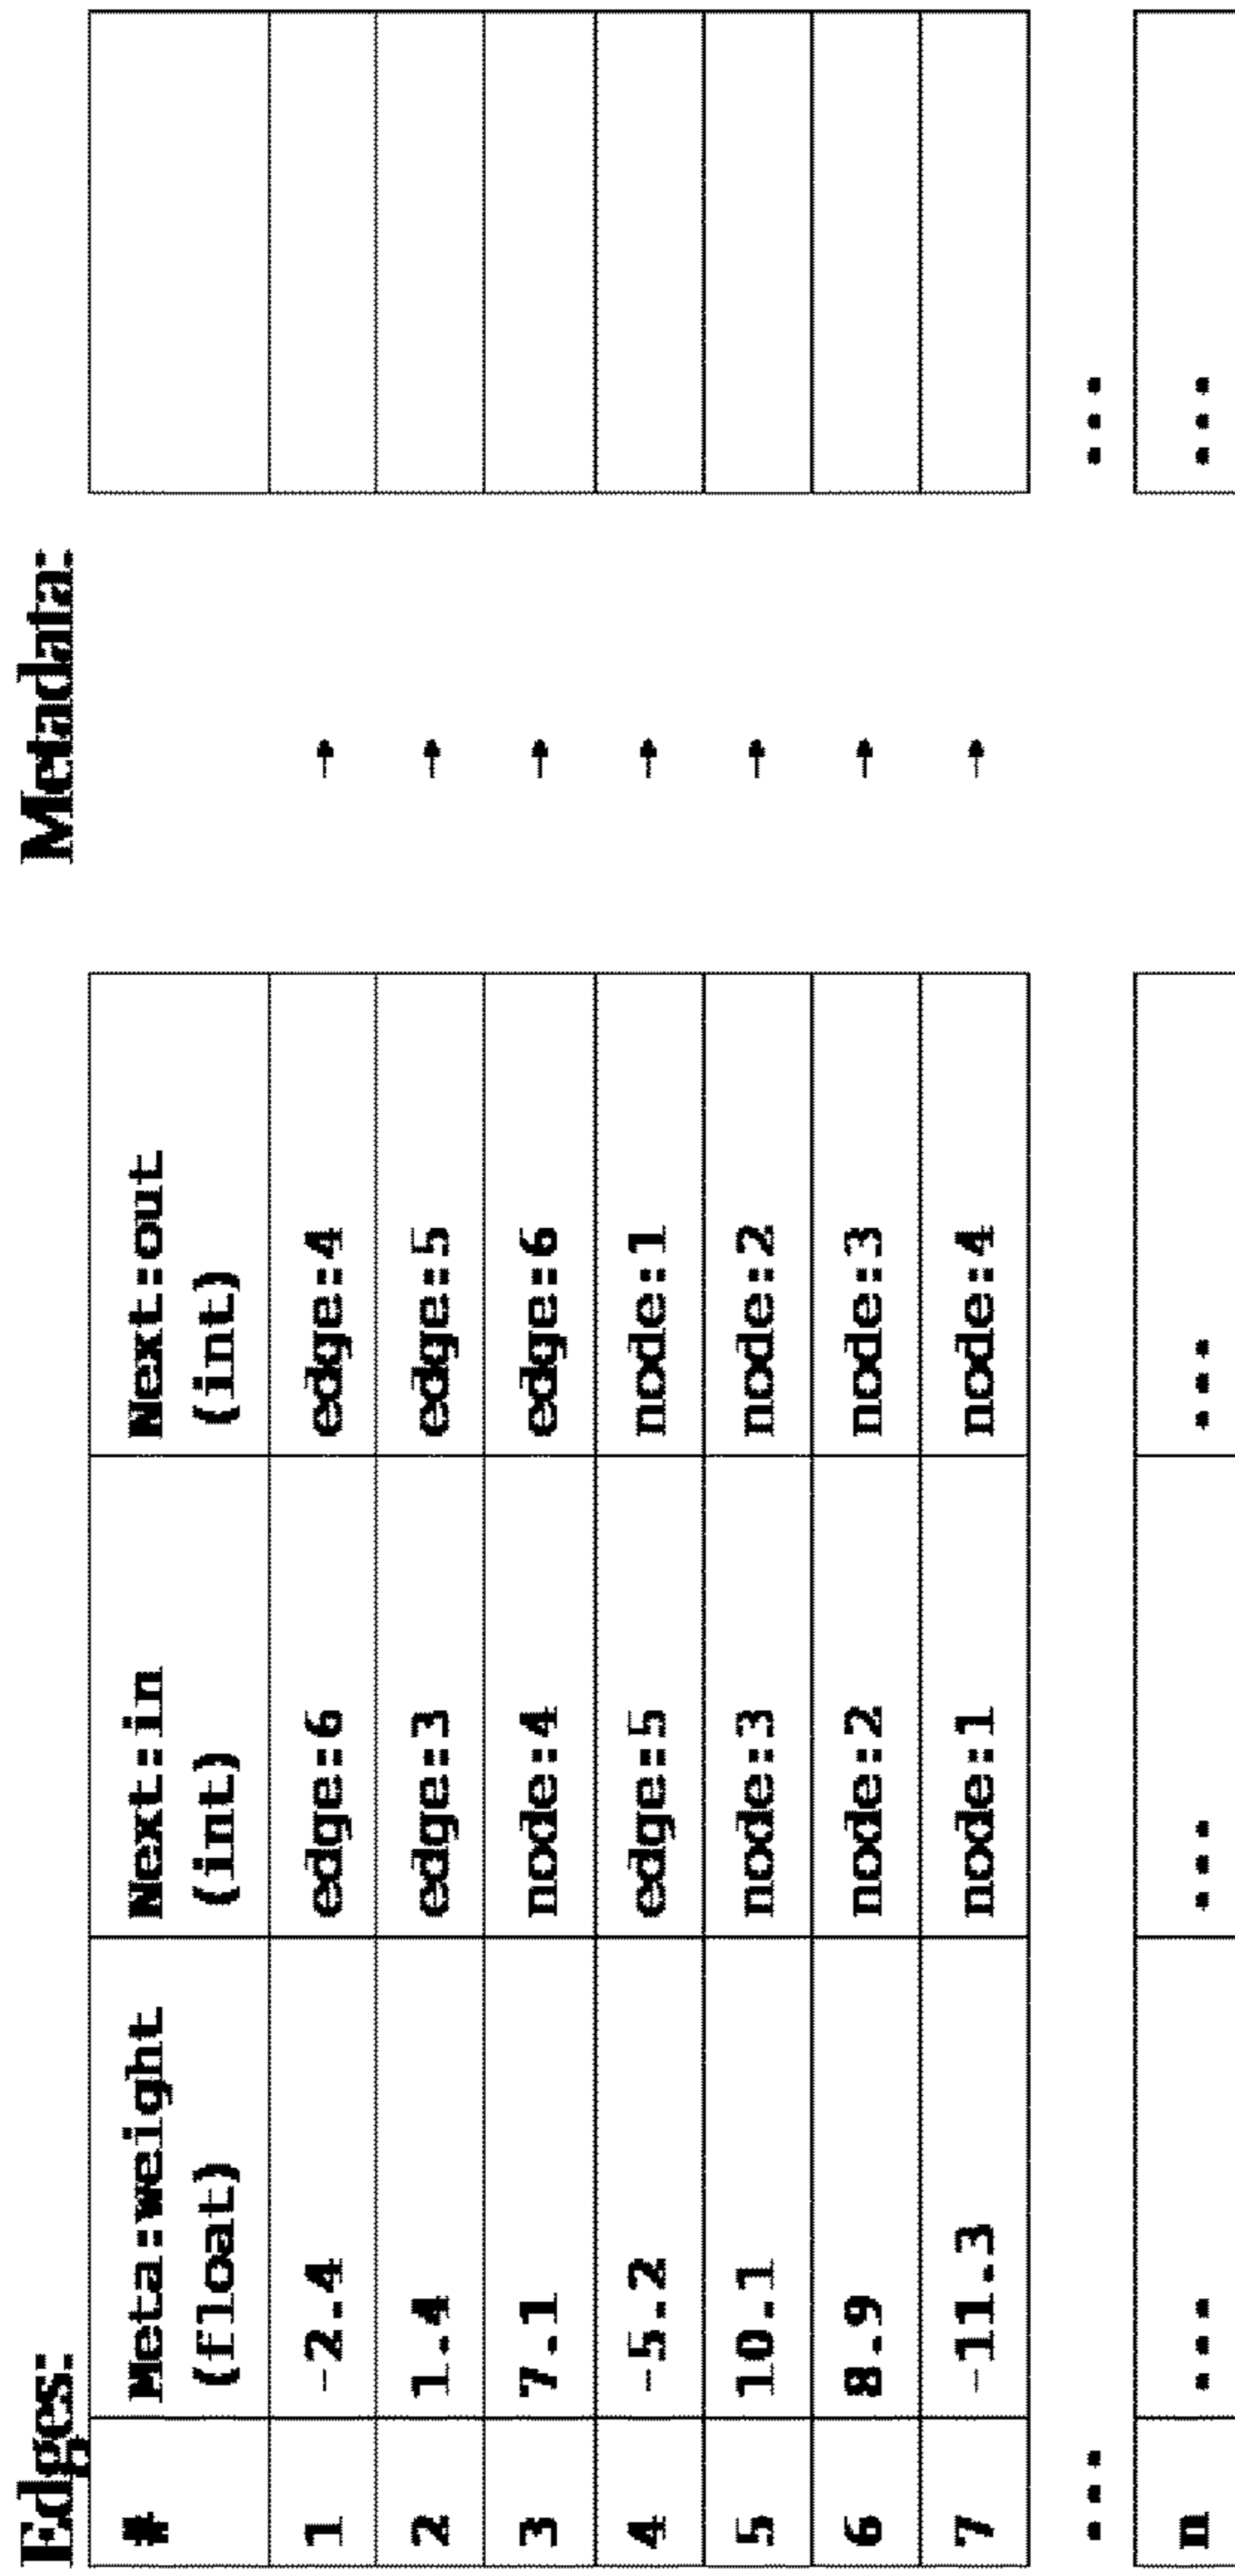 Edges: Metadata:
# Meta:weight Next:in Next:out
(float) (int) (int)
1 -2.4 edge:6 edge:4 →
2 1.4 edge:3 edge:5 →
3 7.1 node:4 edge:6 →
4 -5.2 edge:5 node:1 →
5 10.1 node:3 node:2 →
6 8.9 node:2 node:3 →
7 -11.3 node:1 node:4 →
... ...
n ... ... ... ...